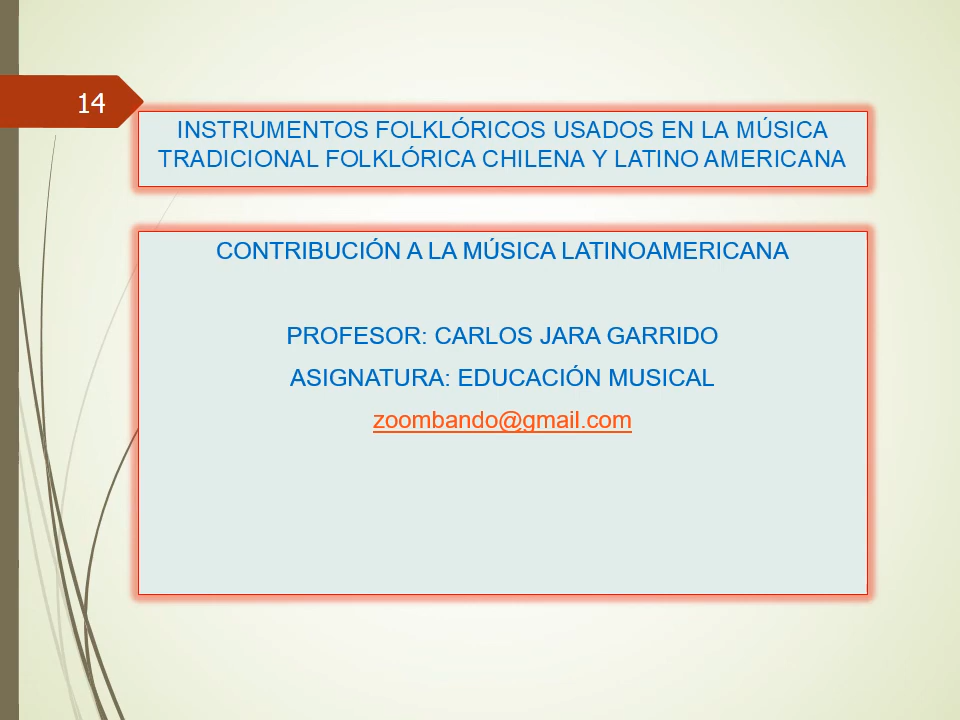 14
INSTRUMENTOS FOLKLÓRICOS USADOS EN LA MÚSICA
TRADICIONAL FOLKLÓRICA CHILENA Y LATINO AMERICANA
CONTRIBUCIÓN A LA MÚSICA LATINOAMERICANA
PROFESOR: CARLOS JARA GARRIDO
ASIGNATURA: EDUCACIÓN MUSICAL
zoombando@gmail.com